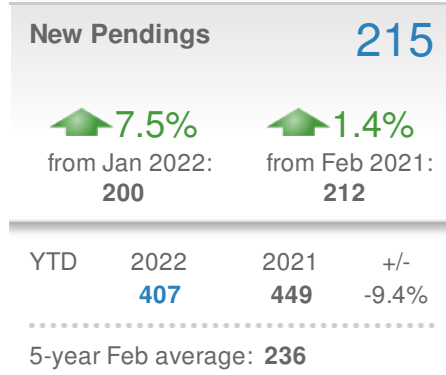 New Pendings 215
7.5% 1.4%
from Jan 2022: from Feb 2021:
200 212
YTD 2022 2021 +/-
407 449 -9.4%
5-year Feb average: 236